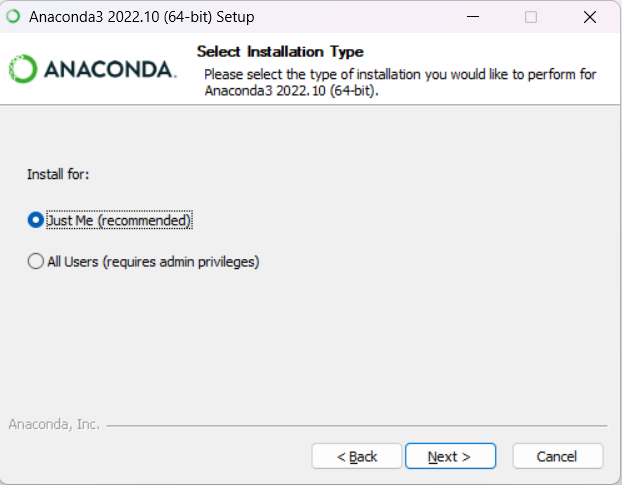 Anaconda3 2022.10 (64-bit) Setup
ANACONDA.
Select Installation Type
Please select the type of installation you would like to perform for
Anaconda3 2022.10 (64-bit).
Install for:
Just Me (recommended)
All Users (requires admin privileges)
Anaconda, Inc.
< Back
Next >
Cancel